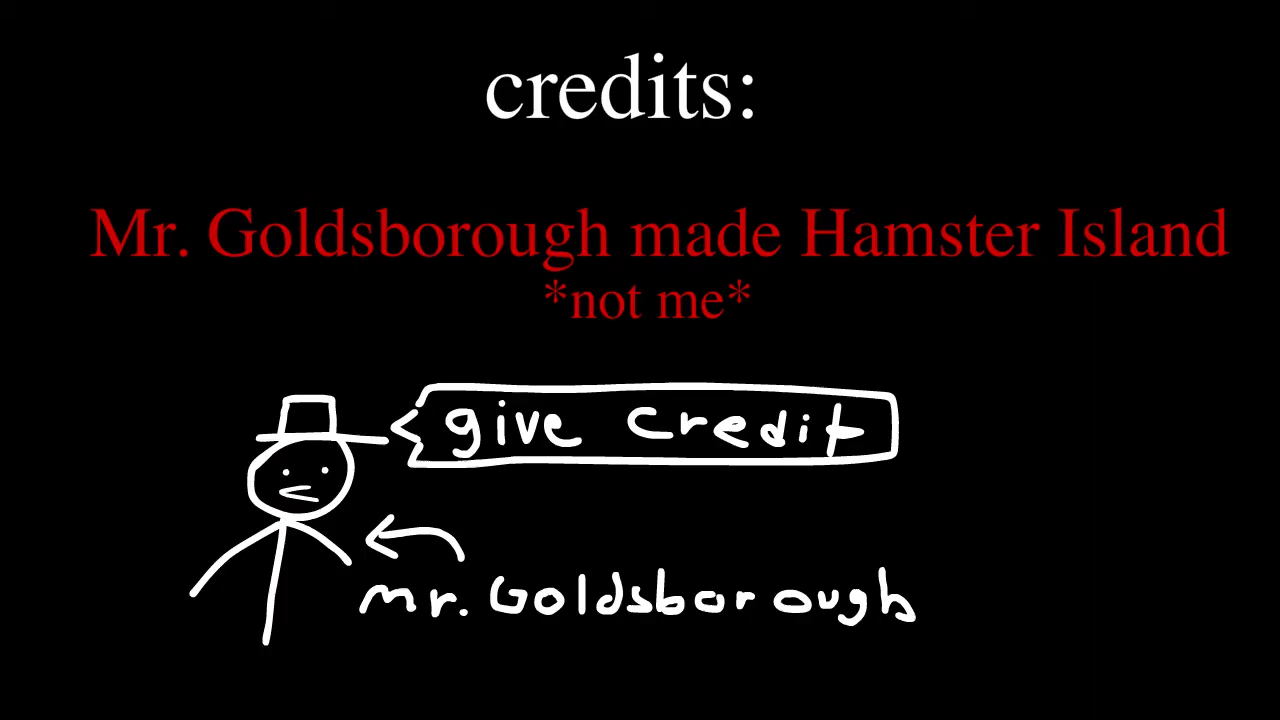 credits:
Mr. Goldsborough made Hamster Island
*not me*
give credit
mr. Goldsborough